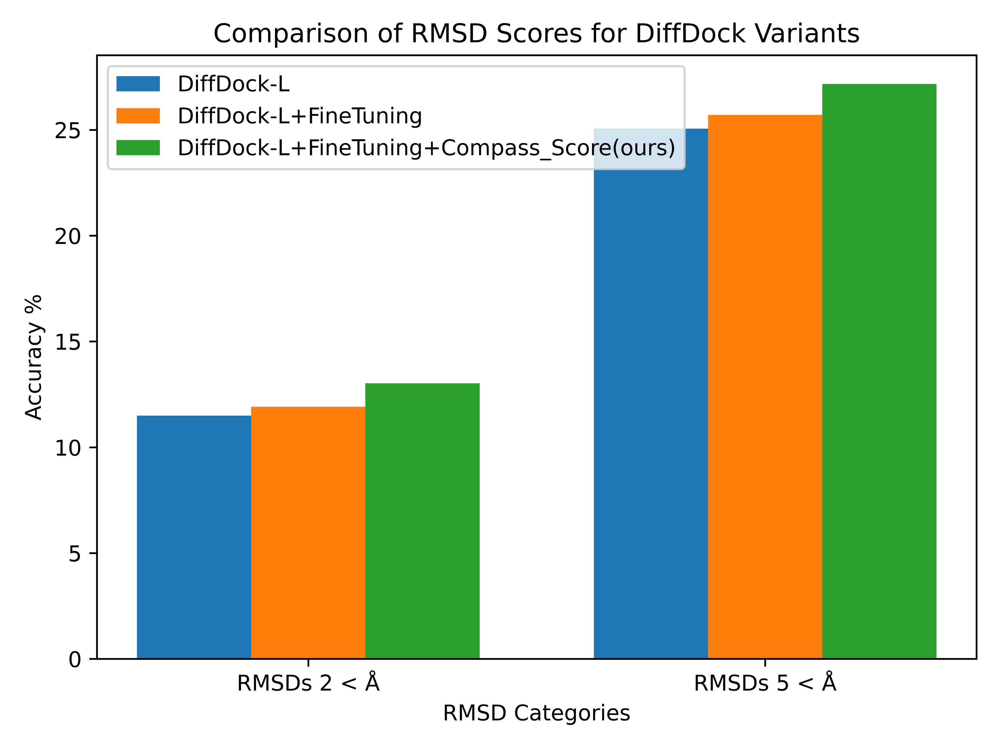 Comparison of RMSD Scores for DiffDock Variants
DiffDock-L
DiffDock-L+FineTuning
DiffDock-L+FineTuning+Compass_Score(ours)
Accuracy %
25
20
15
10
5
0
RMSDs 2 < Å
RMSDs 5 < Å
RMSD Categories